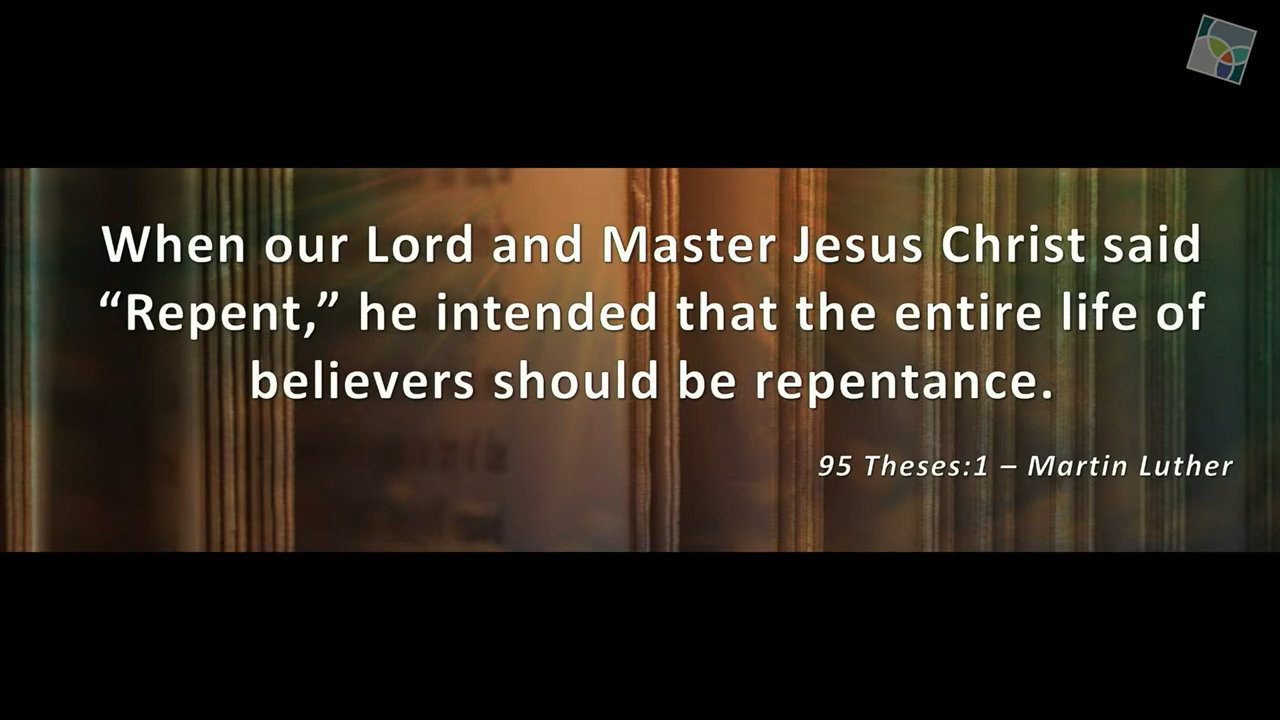 When our Lord and Master Jesus Christ said
“Repent,” he intended that the entire life of
believers should be repentance.
95 Theses:1 – Martin Luther